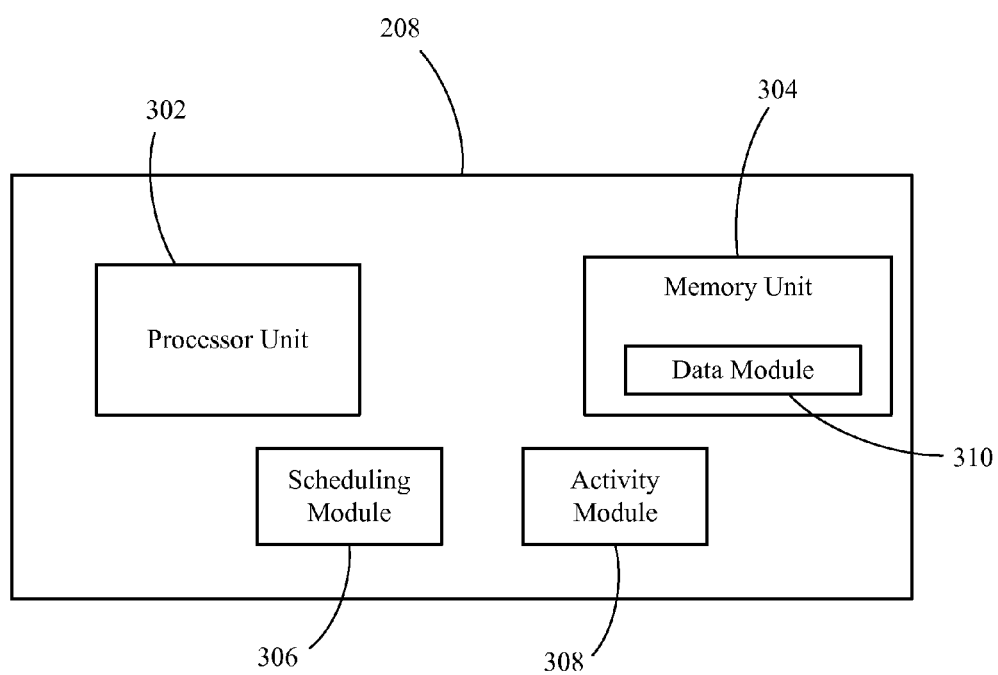 208
302
304
Memory Unit
Processor Unit
Data Module
310
Scheduling
Module
Activity
Module
306
308